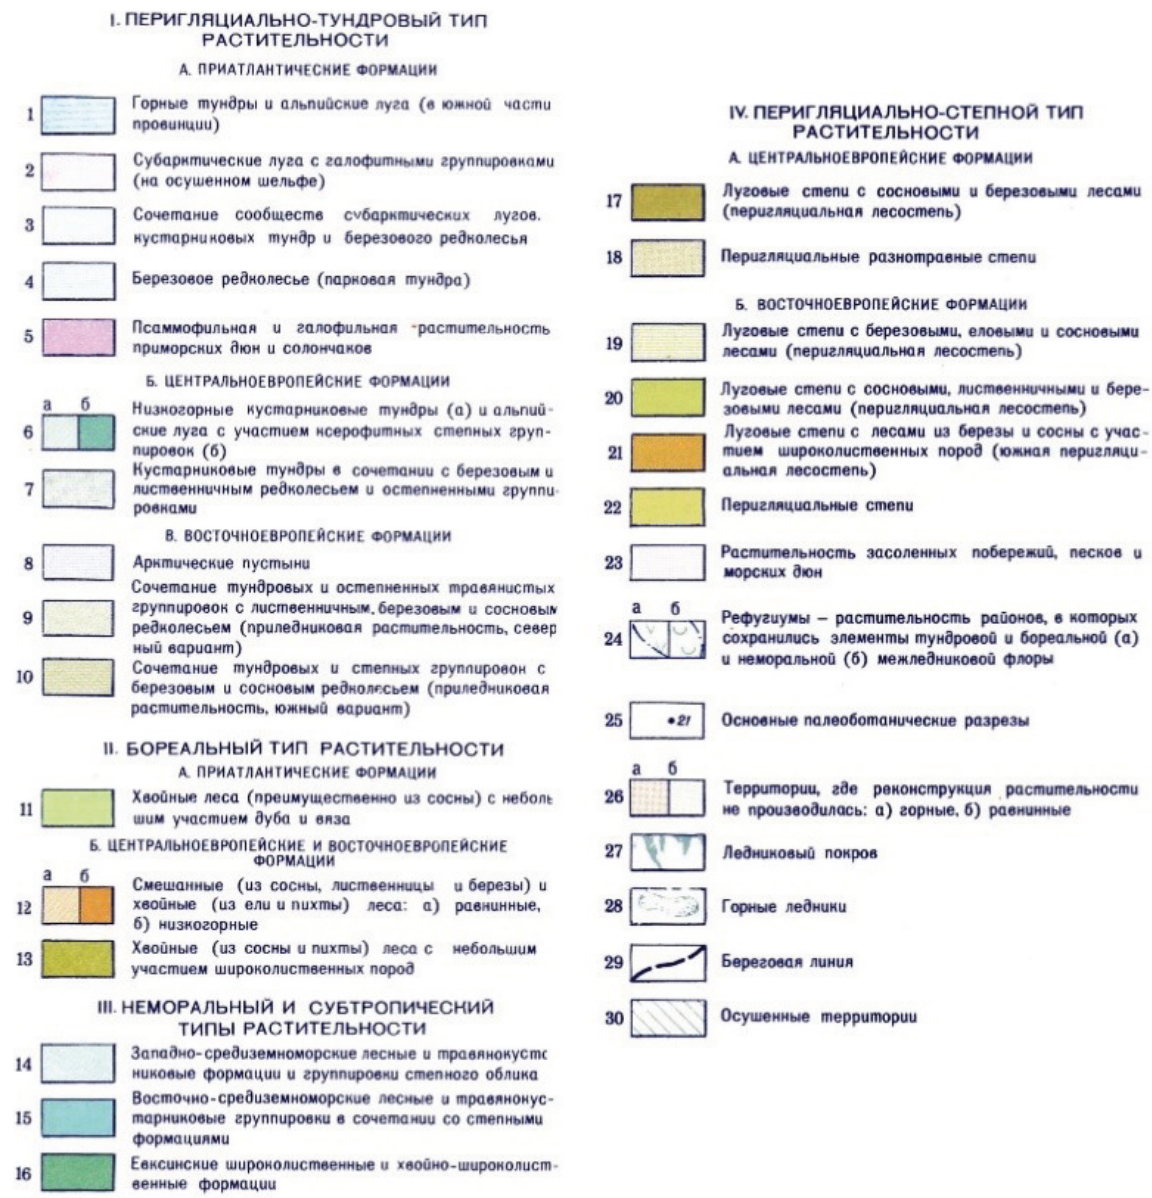 I. ПЕРИГЛЯЦИАЛЬНО-ТУНДРОВЫЙ ТИП
РАСТИТЕЛЬНОСТИ
А. ПРИАТЛАНТИЧЕСКИЕ ФОРМАЦИИ
1 Горные тундры и альпийские луга (в южной части
провинции)
2 Субарктические луга с галофитными группировками
(на осушенном шельфе)
3 Сочетание сообществ субарктических лугов.
кустарниковых тундр и березового редколесья
4 Березовое редколесье (парковая тундра)
5 Псаммофильная и галофильная растительность
приморских дюн и солончаков
Б. ЦЕНТРАЛЬНОЕВРОПЕЙСКИЕ ФОРМАЦИИ
а б
6 Низкогорные кустарниковые тундры (а) и альпий-
ские луга с участием ксерофитных степных груп-
пировок (б)
7 Кустарниковые тундры в сочетании с березовым и
лиственничным редколесьем и остепненными группи-
ровками
В. ВОСТОЧНОЕВРОПЕЙСКИЕ ФОРМАЦИИ
8 Арктические пустыни
9 Сочетание тундровых и остепненных травянистых
группировок с лиственничным, березовым и сосновым
редколесьем (приледниковая растительность, север
ный вариант)
10 Сочетание тундровых и степных группировок с
березовым и сосновым редколесьем (приледниковая
растительность, южный вариант)
II. БОРЕАЛЬНЫЙ ТИП РАСТИТЕЛЬНОСТИ
А. ПРИАТЛАНТИЧЕСКИЕ ФОРМАЦИИ
11 Хвойные леса (преимущественно из сосны) с неболь
шим участием дуба и вяза
Б. ЦЕНТРАЛЬНОЕВРОПЕЙСКИЕ И ВОСТОЧНОЕВРОПЕЙСКИЕ
ФОРМАЦИИ
а б
12 Смешанные (из сосны, лиственницы и березы) и
хвойные (из ели и пихты) леса: а) равнинные,
б) низкогорные
13 Хвойные (из сосны и пихты) леса с небольшим
участием широколиственных пород
III. НЕМОРАЛЬНЫЙ И СУБТРОПИЧЕСКИЙ
ТИПЫ РАСТИТЕЛЬНОСТИ
14 Западно-средиземноморские лесные и травянокуста
никовые формации и группировки степного облика
15 Восточно-средиземноморские лесные и травянокус-
тарниковые группировки в сочетании со степными
формациями
16 Евксинские широколиственные и хвойно-широколист-
венные формации
IV. ПЕРИГЛЯЦИАЛЬНО-СТЕПНОЙ ТИП
РАСТИТЕЛЬНОСТИ
А. ЦЕНТРАЛЬНОЕВРОПЕЙСКИЕ ФОРМАЦИИ
17 Луговые степи с сосновыми и березовыми лесами
(перигляциальная лесостепь)
18 Перигляциальные разнотравные степи
Б. ВОСТОЧНОЕВРОПЕЙСКИЕ ФОРМАЦИИ
19 Луговые степи с березовыми, еловыми и сосновыми
лесами (перигляциальная лесостепь)
20 Луговые степи с сосновыми, лиственничными и бере-
зовыми лесами (перигляциальная лесостепь)
21 Луговые степи с лесами из березы и сосны с учас-
тием широколиственных пород (южная перигляци-
альная лесостепь)
22 Перигляциальные степи
23 Растительность засоленных побережий, песков и
морских дюн
а б
24 Рефугиумы – растительность районов, в которых
сохранились элементы тундровой и бореальной (а)
и неморальной (б) межледниковой флоры
25 •21 Основные палеоботанические разрезы
а б
26 Территории, где реконструкция растительности
не производилась: а) горные, б) равнинные
27 Ледниковый покров
28 Горные ледники
29 Береговая линия
30 Осушенные территории